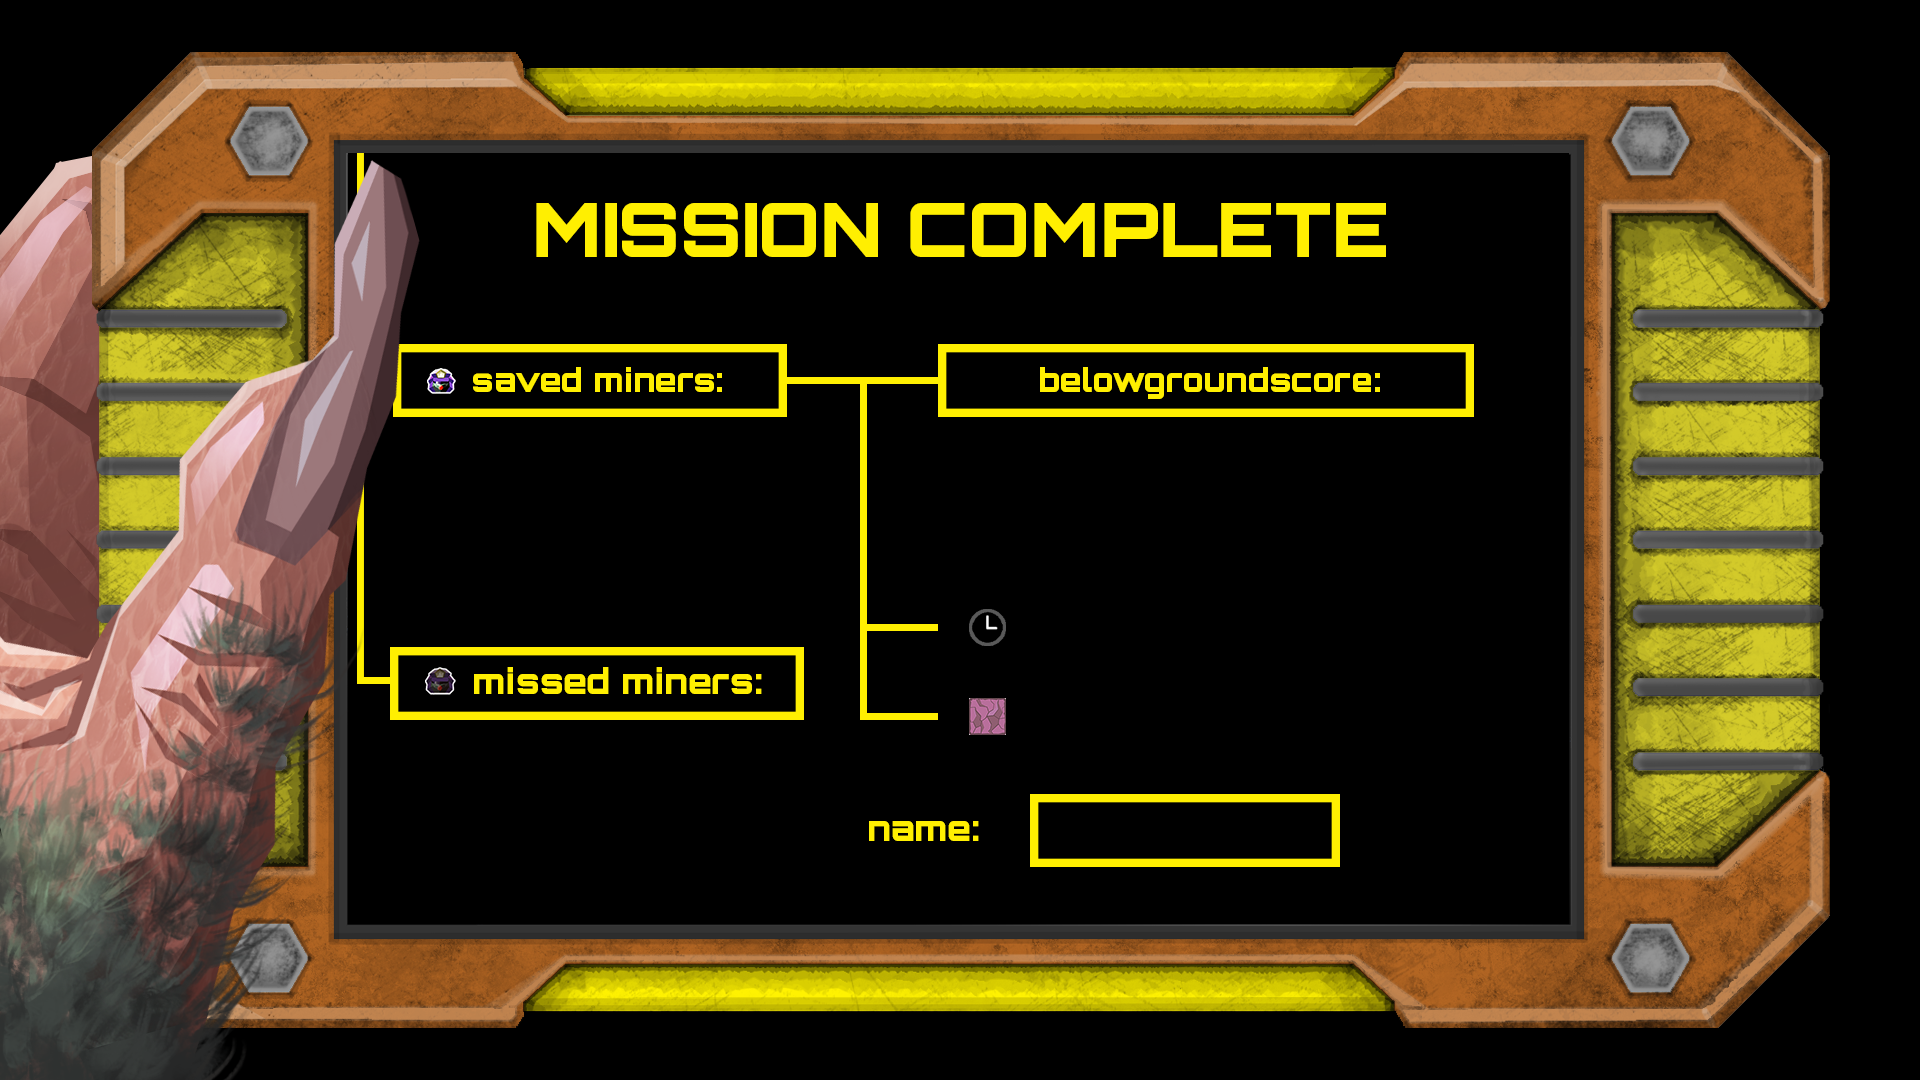 MISSION COMPLETE
saved miners:
belowgroundscore:
missed miners:
name: